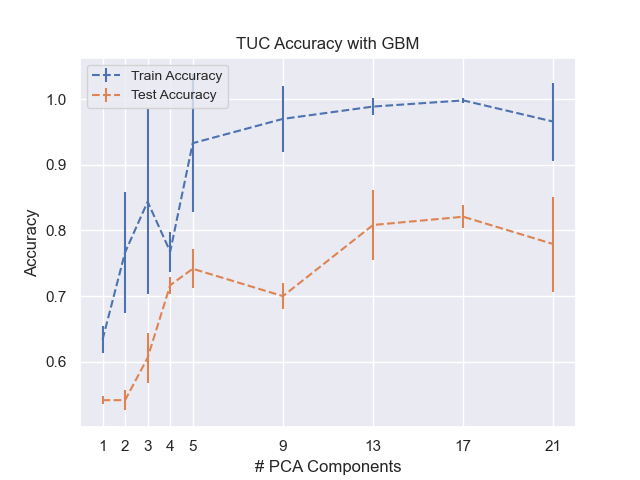 TUC Accuracy with GBM
Train Accuracy
Test Accuracy
1.0
0.9
0.8
0.7
0.6
Accuracy
1 2 3 4 5 9 13 17 21
# PCA Components